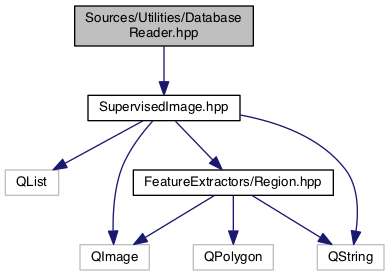 Sources/Utilities/Database
Reader.hpp
SupervisedImage.hpp
QList
FeatureExtractors/Region.hpp
QImage
QPolygon
QString